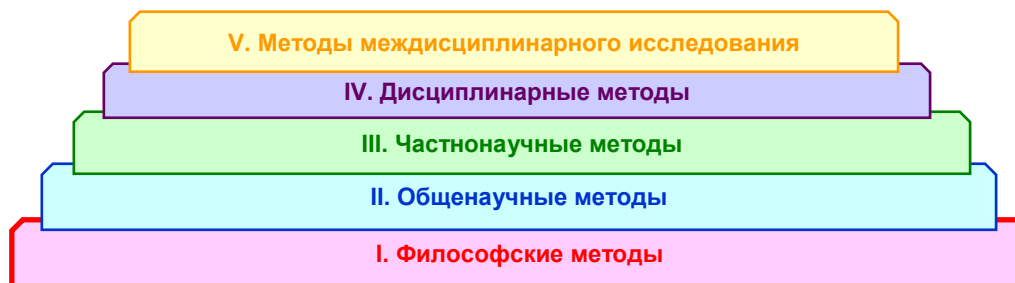 V. Методы междисциплинарного исследования
IV. Дисциплинарные методы
III. Частнонаучные методы
II. Общенаучные методы
I. Философские методы